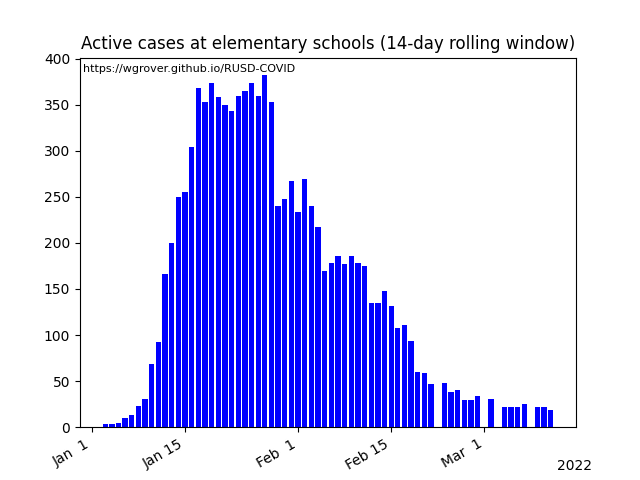 Active cases at elementary schools (14-day rolling window)
https://wgrover.github.io/RUSD-COVID
400
350
300
250
200
150
100
50
0
Jan 1
Jan 15
Feb 1
Feb 15
Mar 1
2022